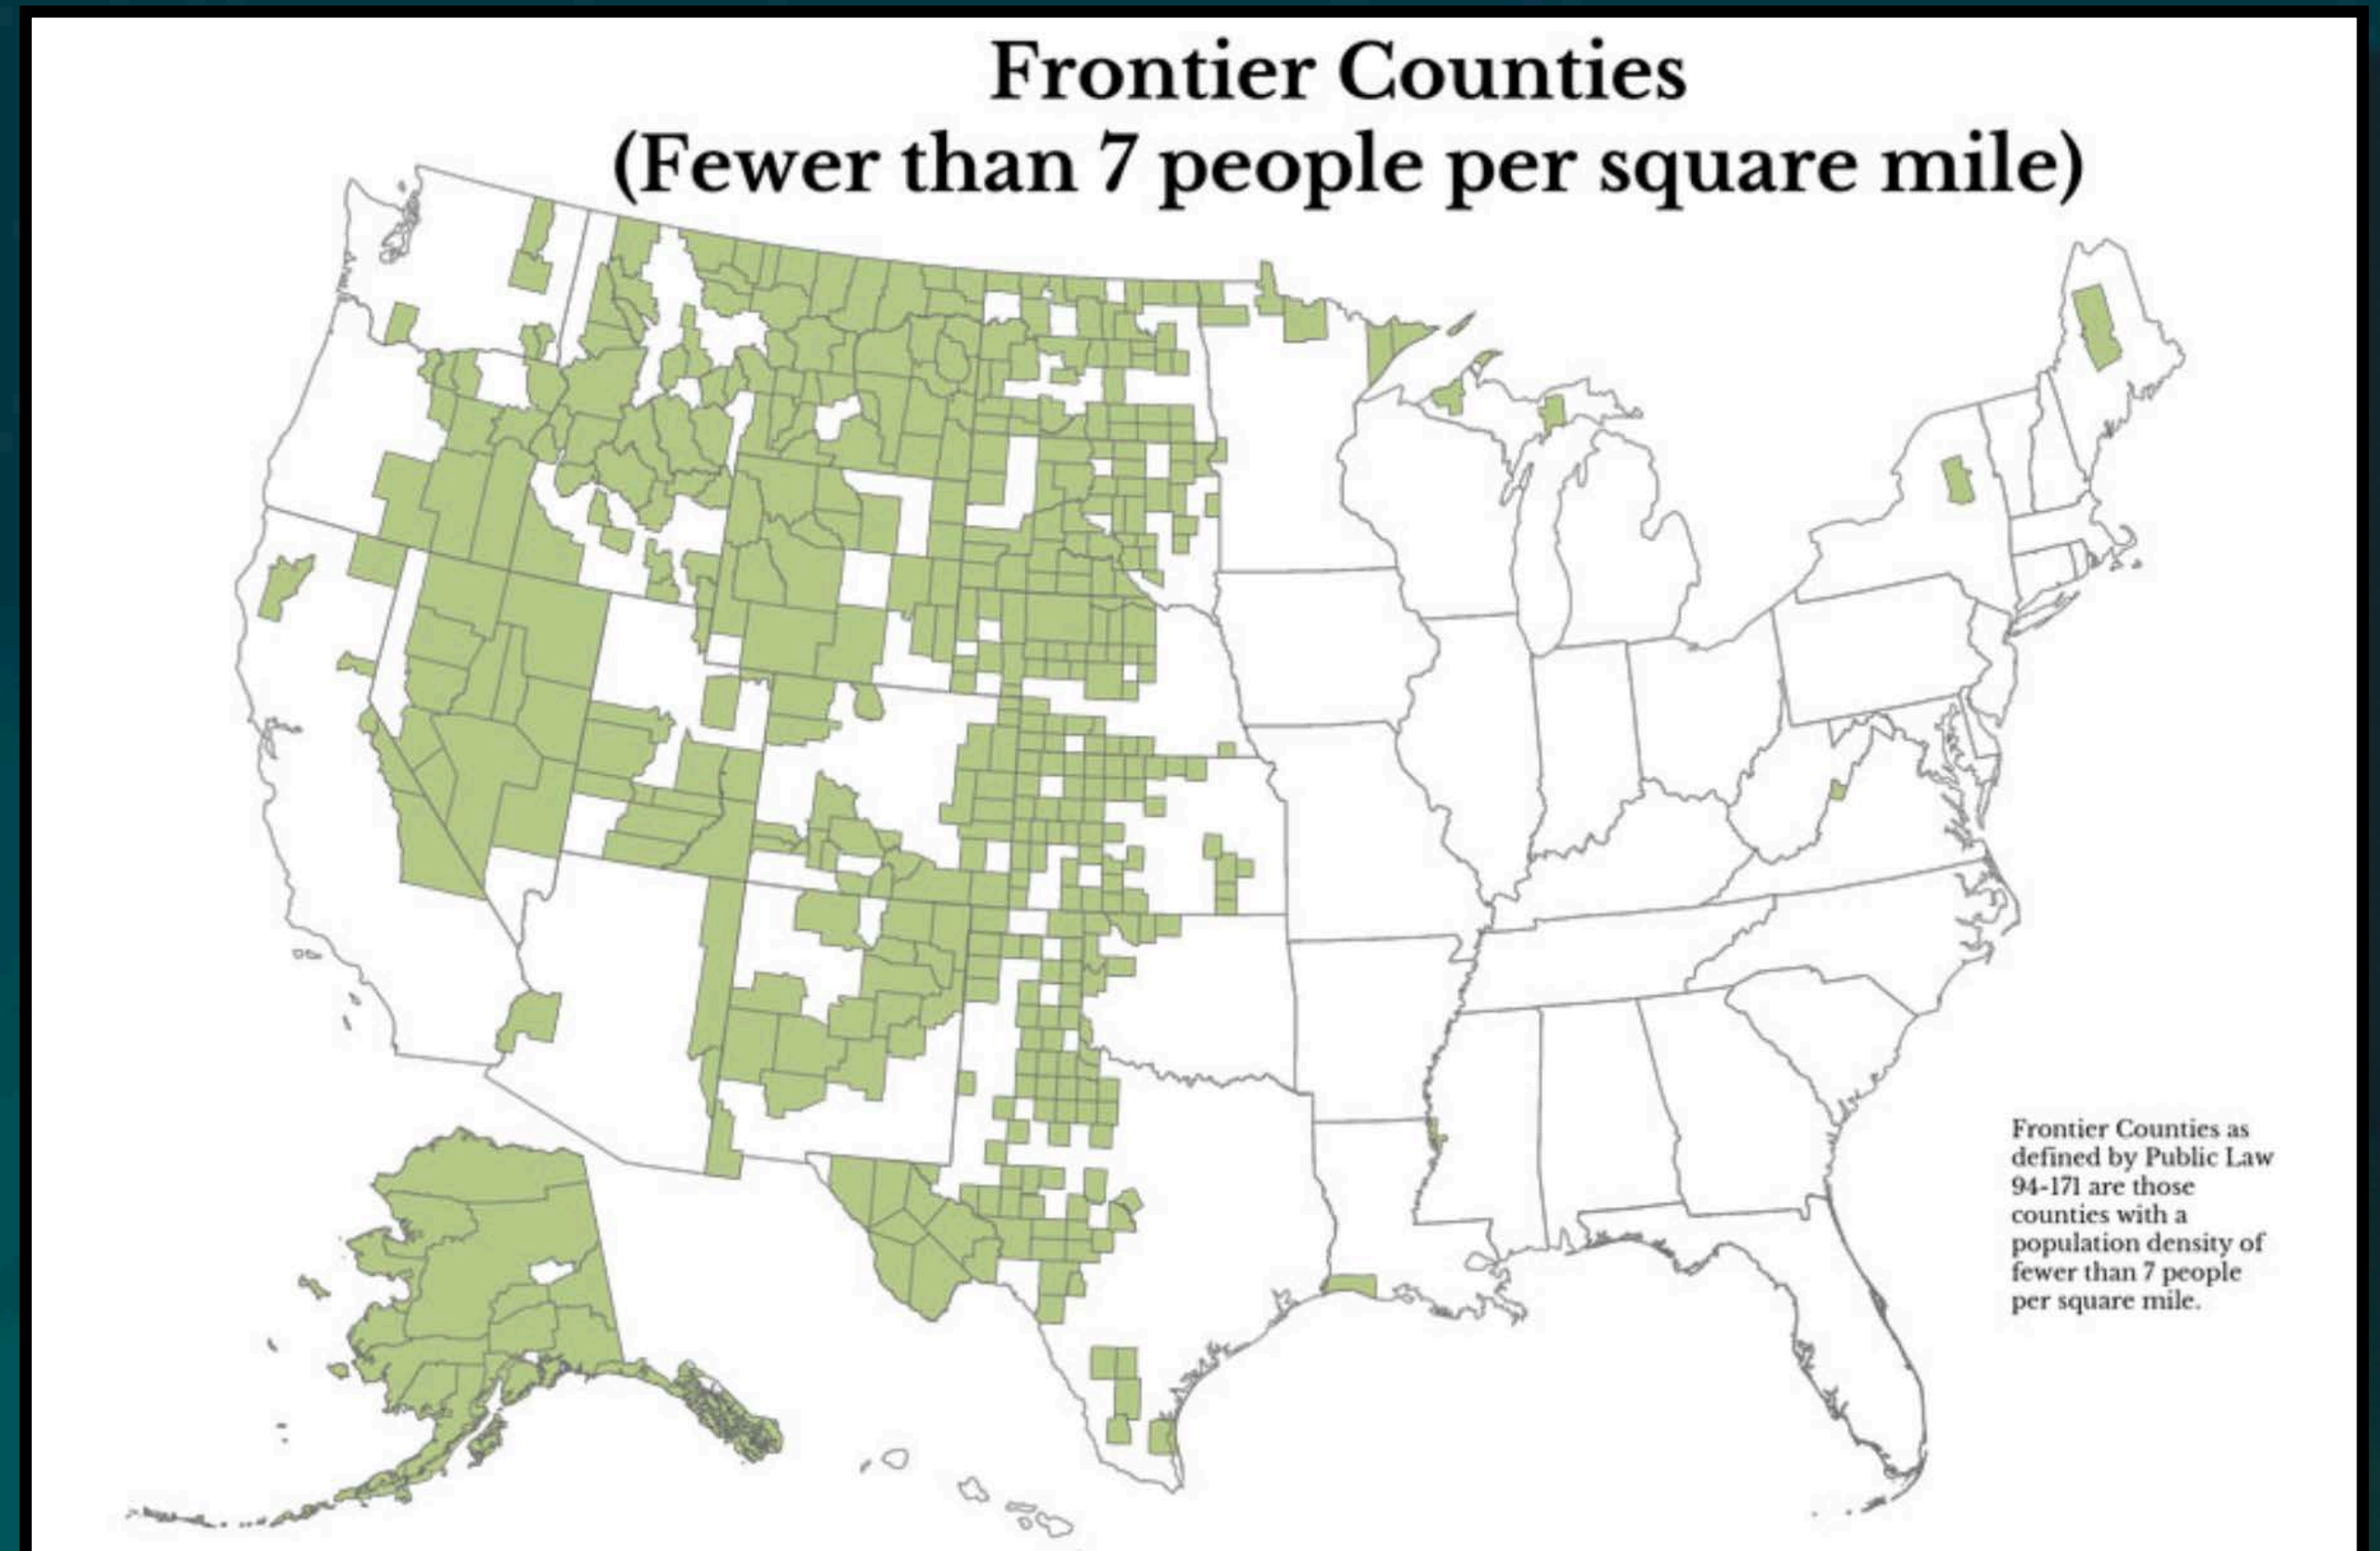 Frontier Counties
(Fewer than 7 people per square mile)
Frontier Counties as
defined by Public Law
94-171 are those
counties with a
population density of
fewer than 7 people
per square mile.